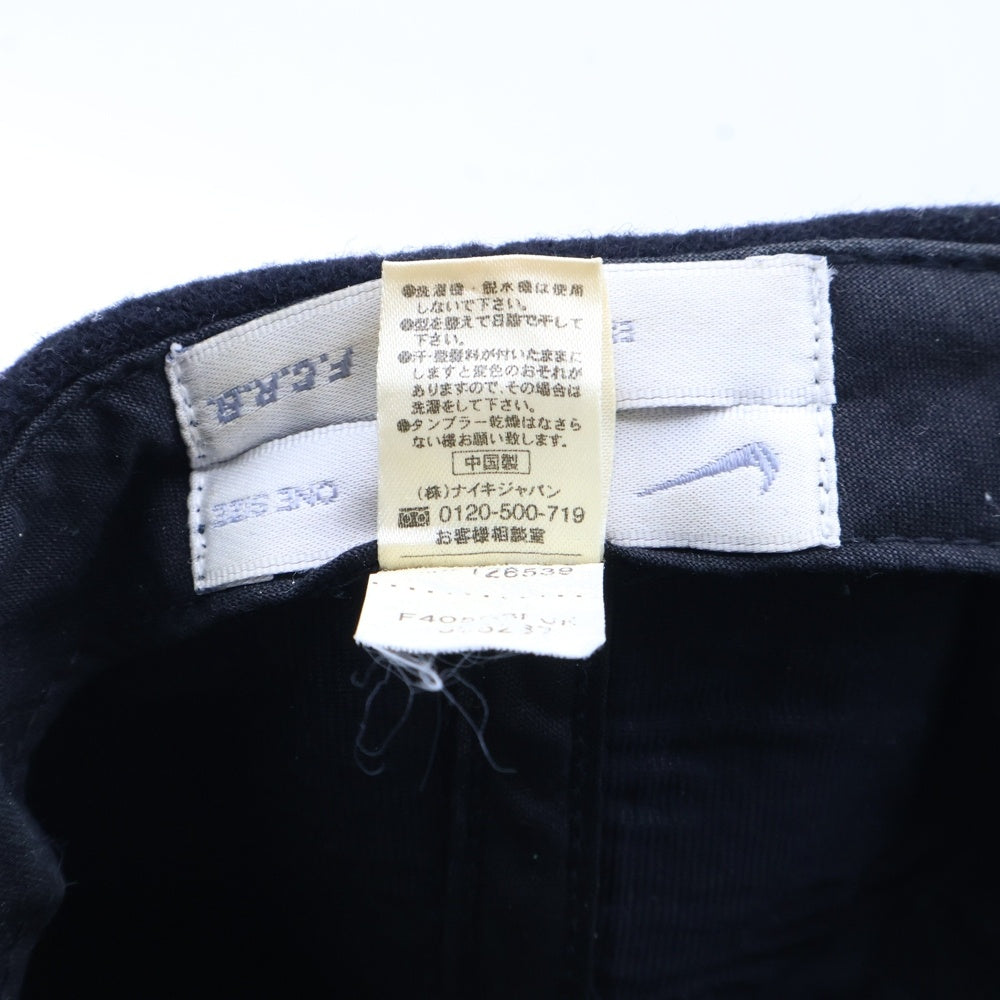 ●洗濯機・脱水機は使用
しないで下さい。
●型を整えて日陰で干して
下さい。
●汗・整髪料が付いたままに
しますと変色のおそれが
ありますので、その場合は
洗濯をして下さい。
●タンブラー乾燥はなさら
ない様お願い致します。
中国製
(株)ナイキジャパン
0120-500-719
お客様相談室
126539
F.C.R.B.
ONE SIZE